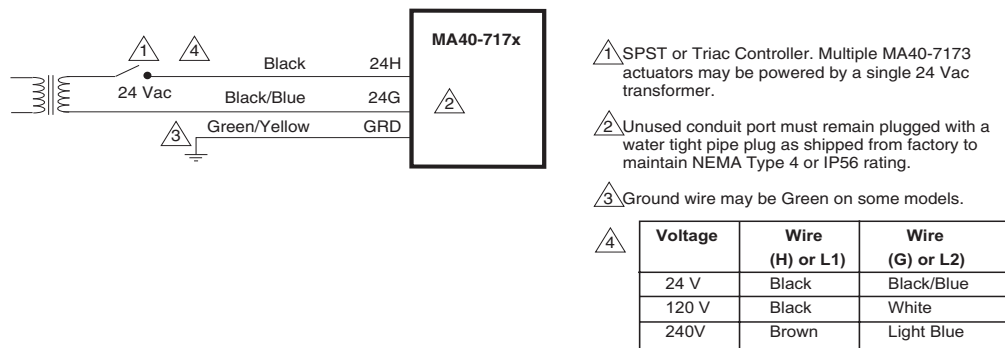 MA40-717x
1
4
Black
24H
24 Vac
Black/Blue
24G
2
3
Green/Yellow
GRD
1 SPST or Triac Controller. Multiple MA40-7173
actuators may be powered by a single 24 Vac
transformer.
2 Unused conduit port must remain plugged with a
water tight pipe plug as shipped from factory to
maintain NEMA Type 4 or IP56 rating.
3 Ground wire may be Green on some models.
4
Voltage Wire Wire
(H) or L1) (G) or L2)
24 V Black Black/Blue
120 V Black White
240V Brown Light Blue